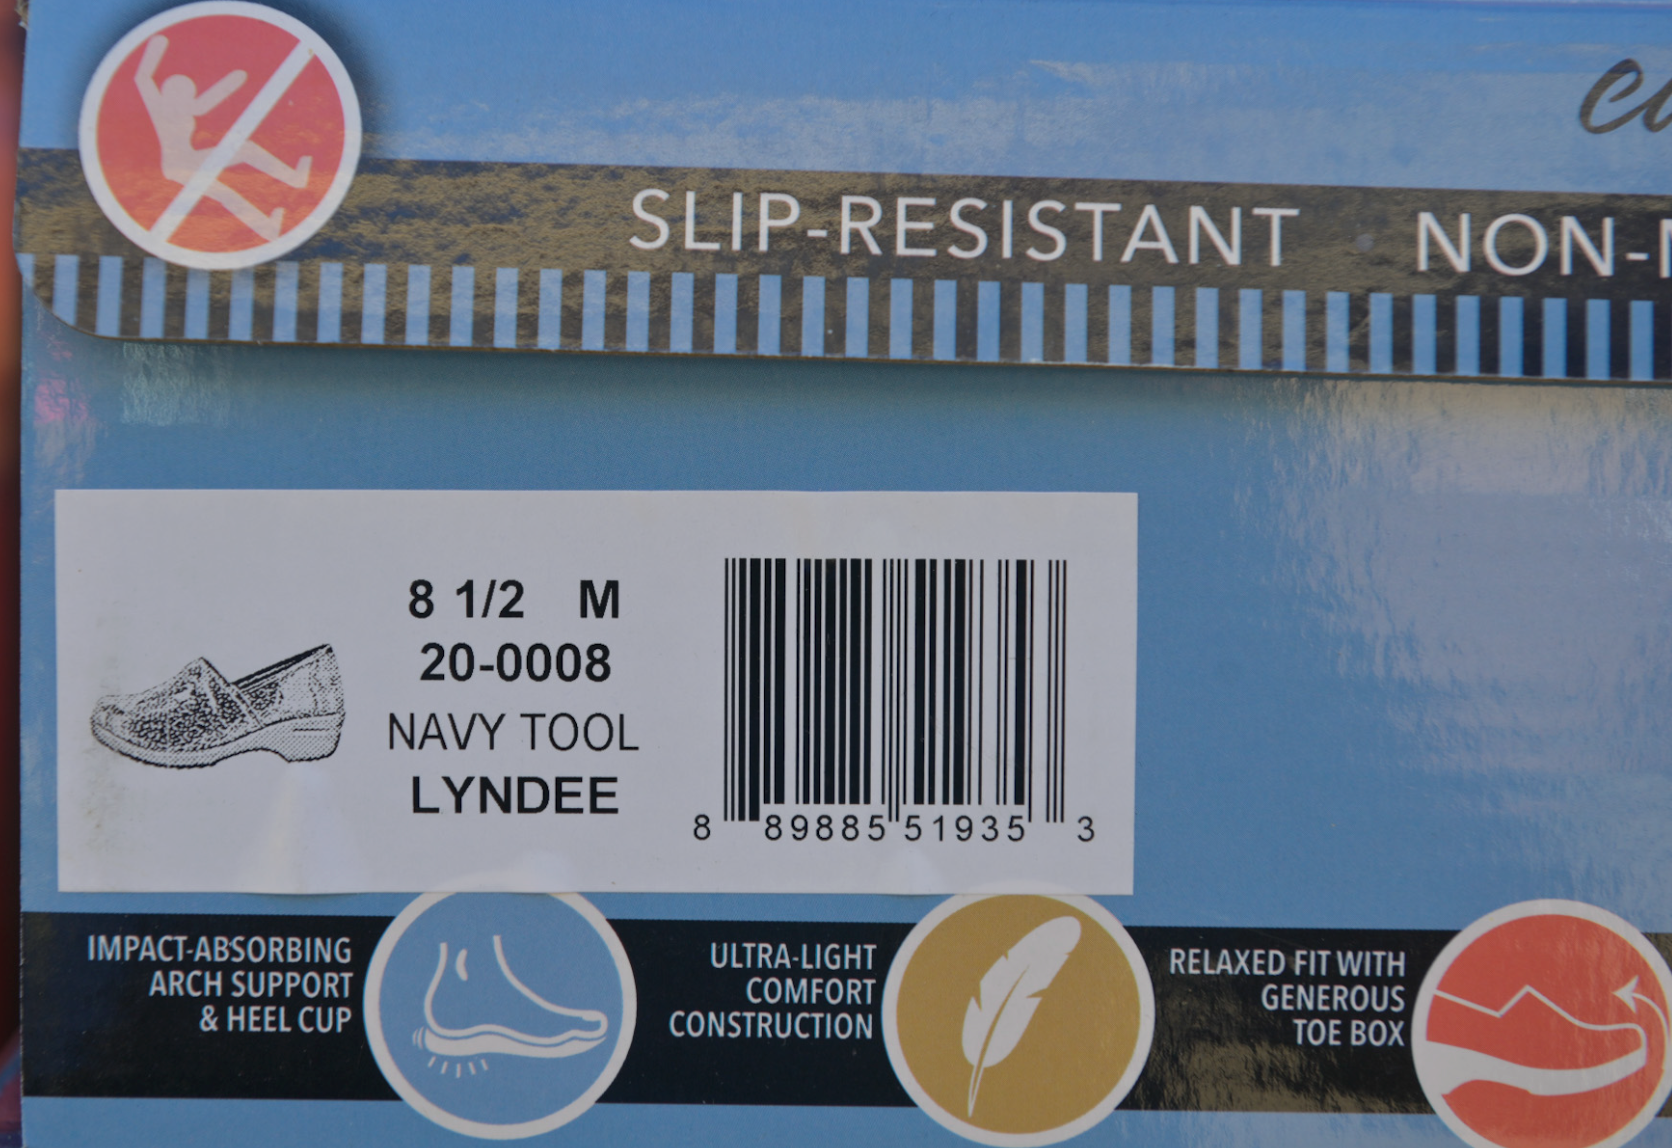 SLIP-RESISTANT NON-
8 1/2 M
20-0008
NAVY TOOL
LYNDEE
8 89885 51935 3
IMPACT-ABSORBING
ARCH SUPPORT
& HEEL CUP
ULTRA-LIGHT
COMFORT
CONSTRUCTION
RELAXED FIT WITH
GENEROUS
TOE BOX